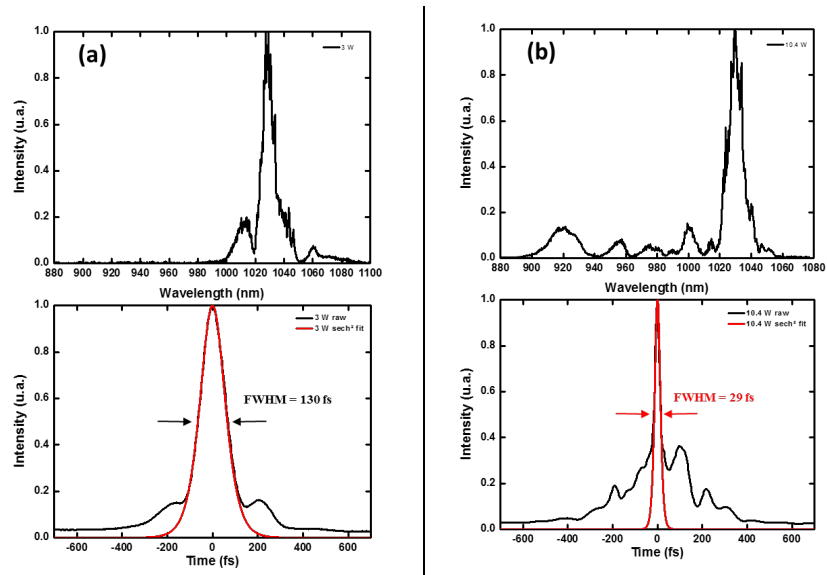 (a)
3 W
1.0
0.8
0.6
0.4
0.2
0.0
Intensity (u.a.)
880 900 920 940 960 980 1000 1020 1040 1060 1080 1100
Wavelength (nm)
3 W raw
3 W sech² fit
FWHM = 130 fs
1.0
0.8
0.6
0.4
0.2
0.0
Intensity (u.a.)
-600 -400 -200 0 200 400 600
Time (fs)
(b)
10.4 W
1.0
0.8
0.6
0.4
0.2
0.0
Intensity (u.a.)
880 900 920 940 960 980 1000 1020 1040 1060 1080
Wavelength (nm)
10.4 W raw
10.4 W sech² fit
FWHM = 29 fs
1.0
0.8
0.6
0.4
0.2
0.0
Intensity (u.a.)
-600 -400 -200 0 200 400 600
Time (fs)